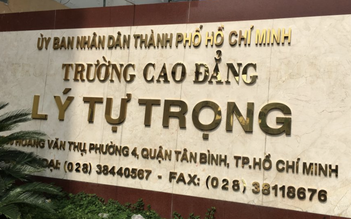 ỦY BAN NHÂN DÂN THÀNH PHỐ HỒ CHÍ MINH
TRƯỜNG CAO ĐẲNG
LÝ TỰ TRỌNG
HOÀNG VĂN THỤ, PHƯỜNG 4, QUẬN TÂN BÌNH, TP.HỒ CHÍ MINH
(028) 38440567 - FAX: (028) 38118676